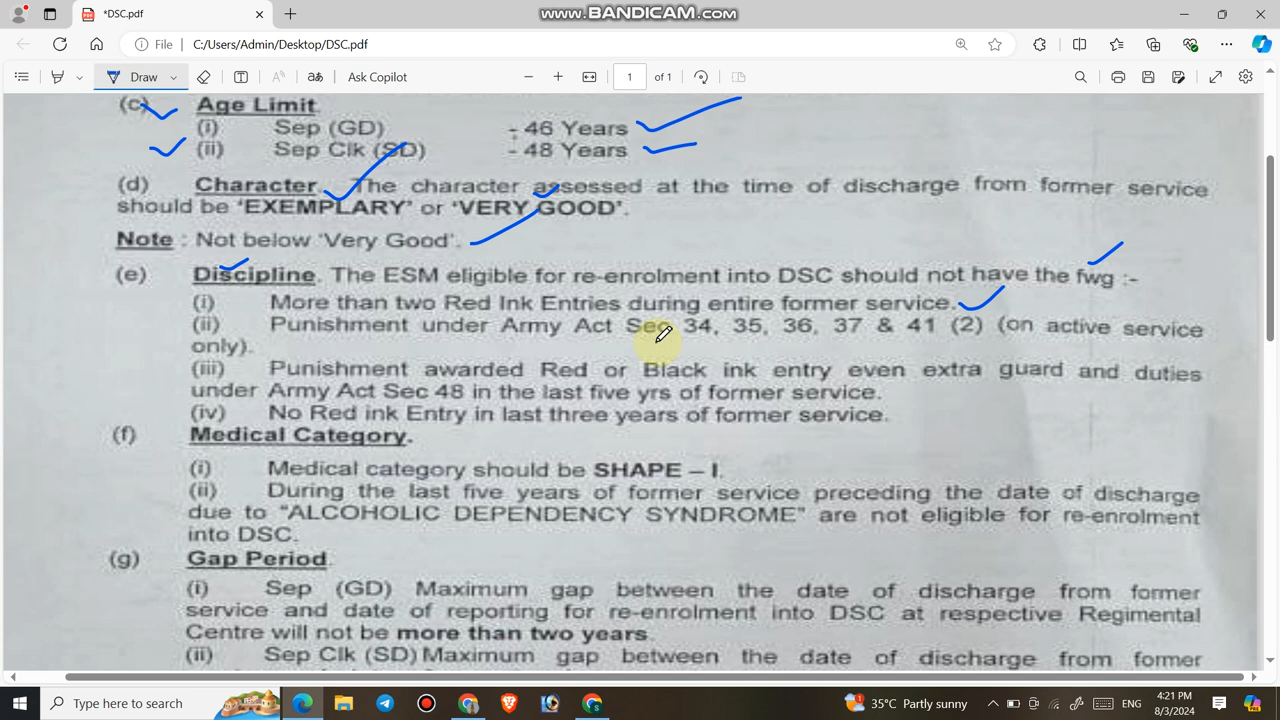 *DSC.pdf
WWW.BANDICAM.COM
File C:/Users/Admin/Desktop/DSC.pdf
Draw Ask Copilot 1 of 1
(c) Age Limit
(i) Sep (GD) - 46 Years
(ii) Sep Clk (SD) - 48 Years
(d) Character. The character assessed at the time of discharge from former service
should be 'EXEMPLARY' or 'VERY GOOD'.
Note : Not below 'Very Good'.
(e) Discipline. The ESM eligible for re-enrolment into DSC should not have the fwg :-
(i) More than two Red Ink Entries during entire former service.
(ii) Punishment under Army Act Sec 34, 35, 36, 37 & 41 (2) (on active service
only).
(iii) Punishment awarded Red or Black ink entry even extra guard and duties
under Army Act Sec 48 in the last five yrs of former service.
(iv) No Red ink Entry in last three years of former service.
(f) Medical Category.
(i) Medical category should be SHAPE – I.
(ii) During the last five years of former service preceding the date of discharge
due to "ALCOHOLIC DEPENDENCY SYNDROME" are not eligible for re-enrolment
into DSC.
(g) Gap Period.
(i) Sep (GD) Maximum gap between the date of discharge from former
service and date of reporting for re-enrolment into DSC at respective Regimental
Centre will not be more than two years.
(ii) Sep Clk (SD) Maximum gap between the date of discharge from former
Type here to search
35°C Partly sunny
4:21 PM
8/3/2024